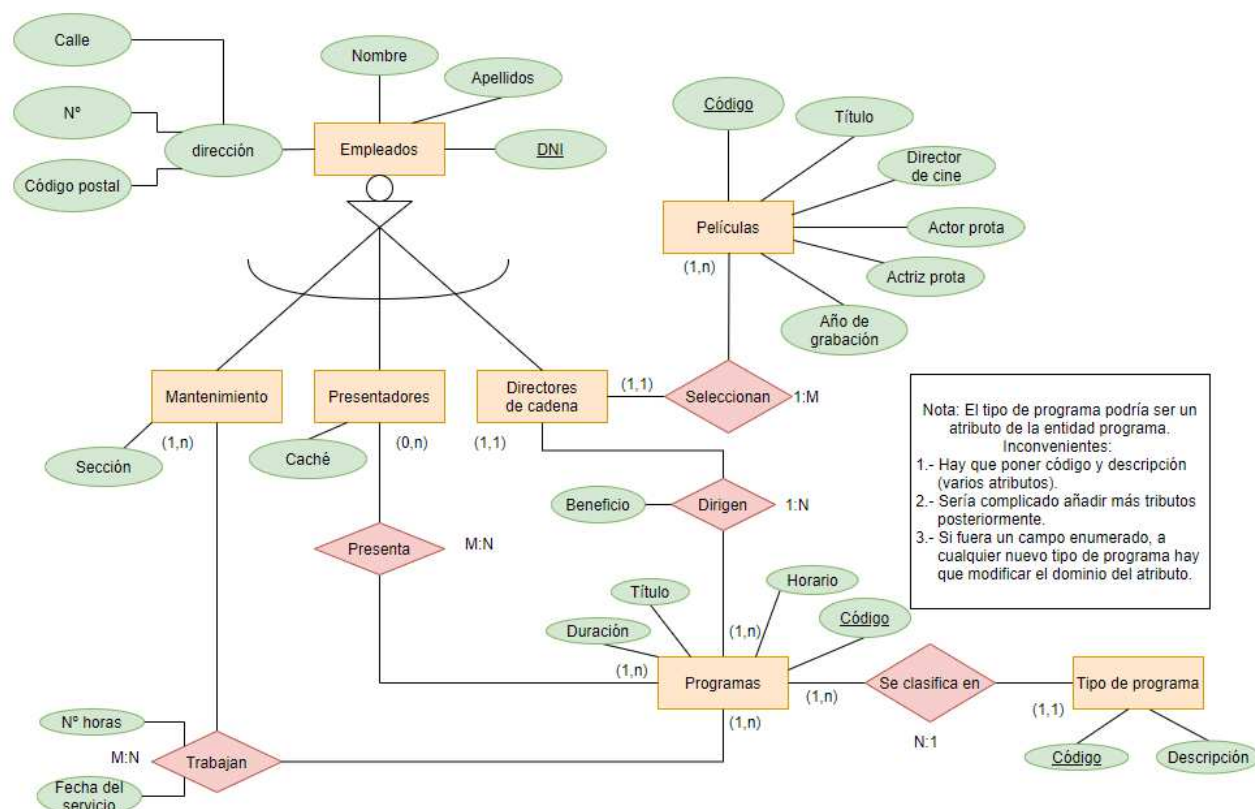 Calle
Nombre
Apellidos
Nº
dirección
Empleados
DNI
Código postal
Código
Título
Director
de cine
Películas
Actor prota
(1,n)
Actriz prota
Año de
grabación
Mantenimiento
Presentadores
Directores
de cadena
(1,1)
Seleccionan
1:M
(1,n)
(0,n)
(1,1)
Sección
Caché
Nota: El tipo de programa podría ser un
atributo de la entidad programa.
Inconvenientes:
1.- Hay que poner código y descripción
(varios atributos).
2.- Sería complicado añadir más tributos
posteriormente.
3.- Si fuera un campo enumerado, a
cualquier nuevo tipo de programa hay
que modificar el dominio del atributo.
Beneficio
Dirigen
1:N
Presenta
M:N
Título
Horario
Duración
(1,n)
Código
(1,n)
Programas
(1,n)
Se clasifica en
Tipo de programa
(1,n)
(1,1)
N:1
Nº horas
M:N
Trabajan
Código
Descripción
Fecha del
servicio